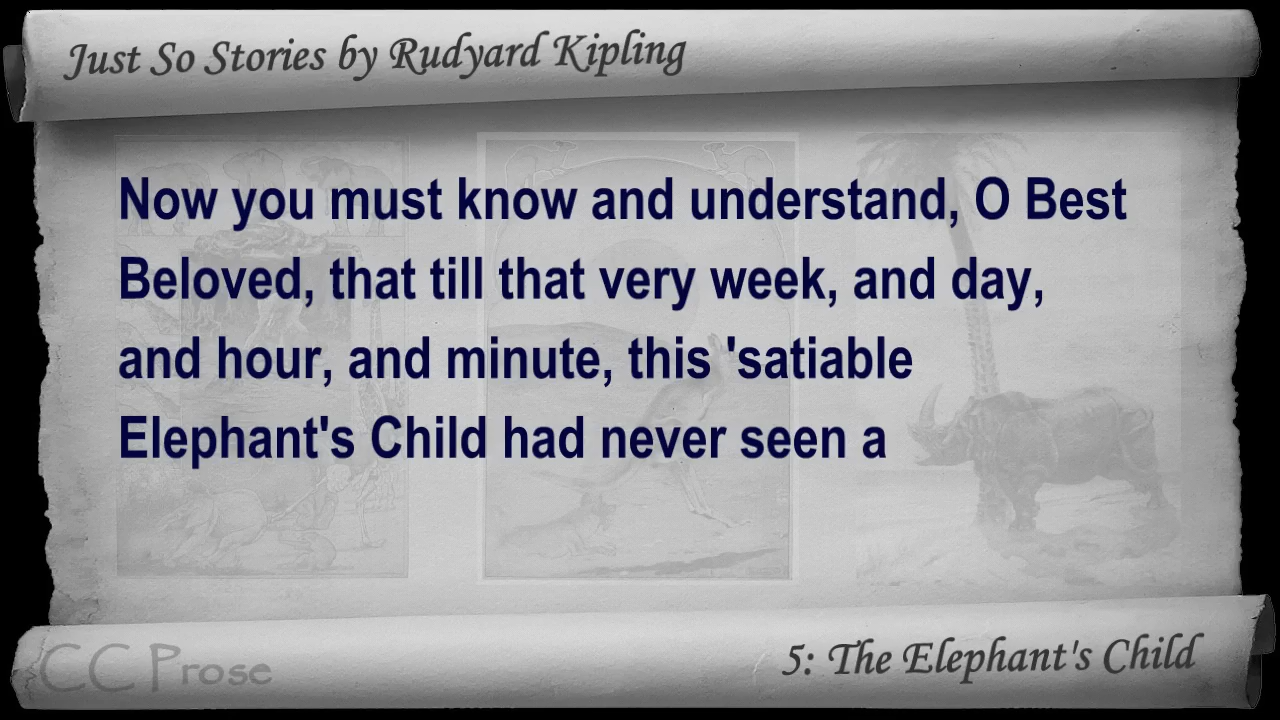 Just So Stories by Rudyard Kipling
Now you must know and understand, O Best
Beloved, that till that very week, and day,
and hour, and minute, this 'satiable
Elephant's Child had never seen a
CC Prose
5: The Elephant's Child